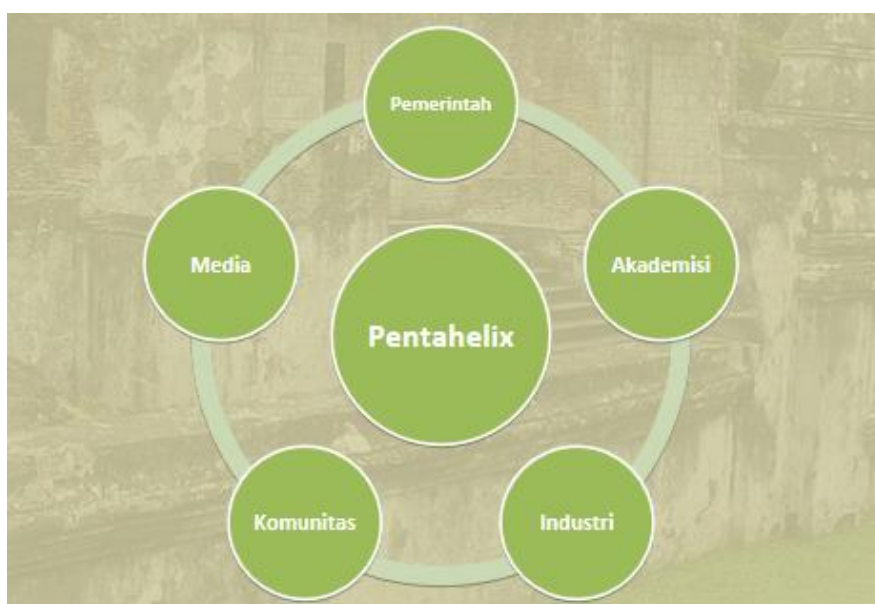 Pemerintah
Media
Akademisi
Pentahelix
Komunitas
Industri